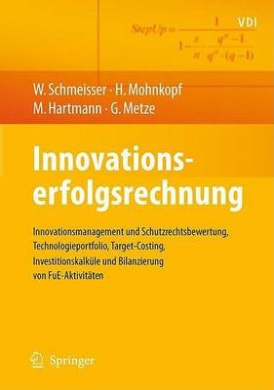 VDI
W. Schmeisser · H. Mohnkopf
M. Hartmann · G. Metze
Innovations-
erfolgsrechnung
Innovationsmanagement und Schutzrechtsbewertung,
Technologieportfolio, Target-Costing,
Investitionskalküle und Bilanzierung
von FuE-Aktivitäten
Springer